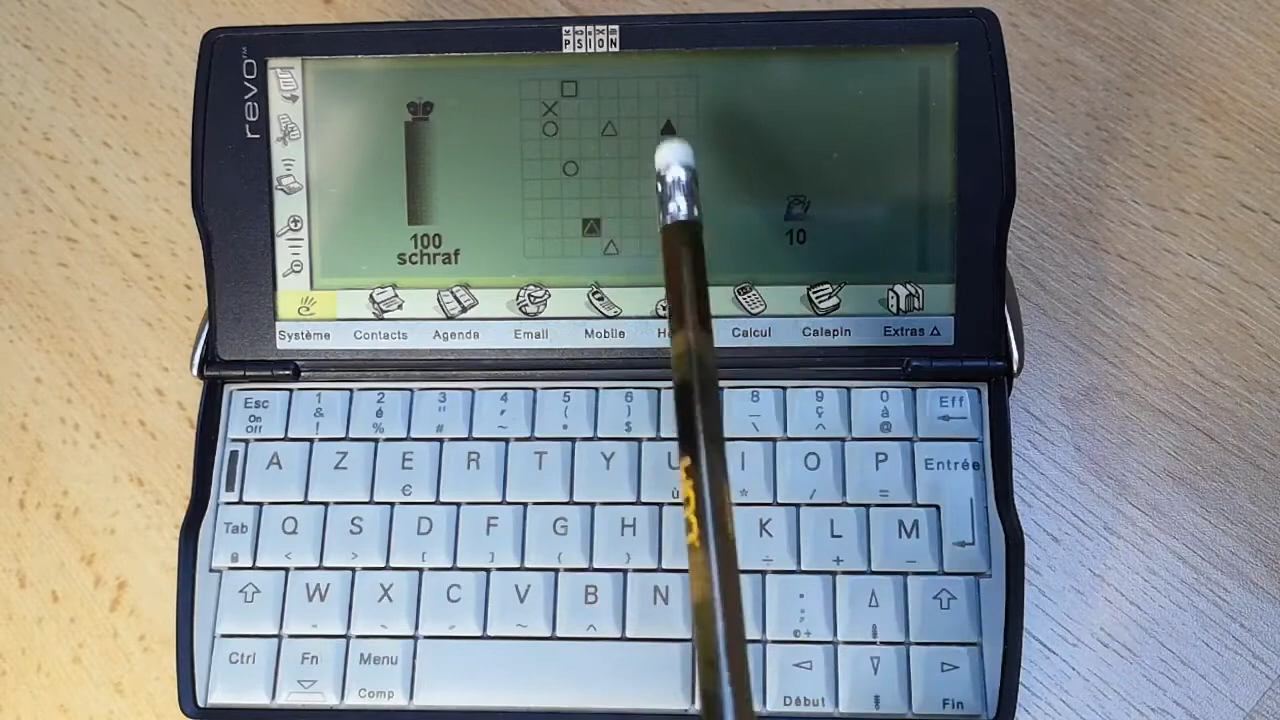 PSION
revo™
100
schraf
10
Système
Contacts
Agenda
Email
Mobile
Calcul
Calepin
Extras △
Esc
On
Off
1
&
!
2
é
%
3
"
#
4
'
~
5
(
6
)
$
8
_
\
9
ç
^
0
à
@
Eff
A
Z
E
€
R
T
Y
U
ù
I
*
O
/
P
=
Entrée
Tab
Q
<
S
>
D
[
F
]
G
{
H
}
K
÷
L
+
M
_
W
X
C
V
B
^
N
Ctrl
Fn
Menu
Comp
Début
Fin